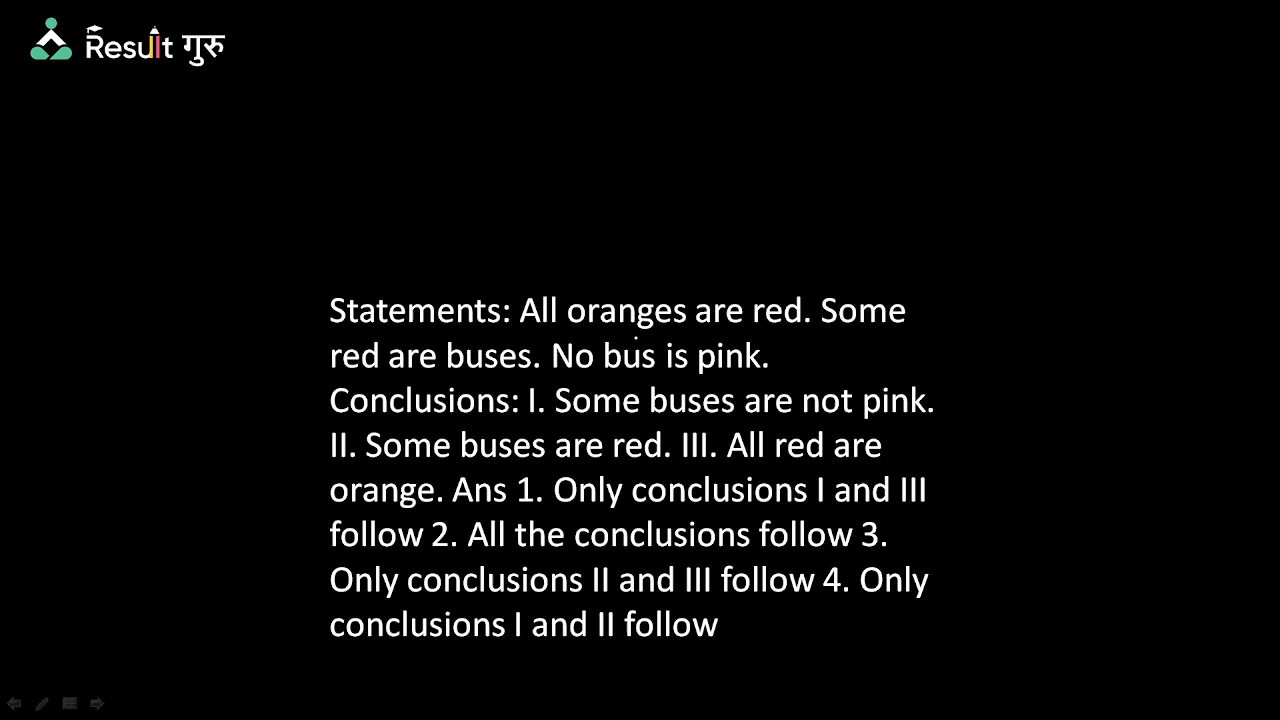 Result गुरु
Statements: All oranges are red. Some
red are buses. No bus is pink.
Conclusions: I. Some buses are not pink.
II. Some buses are red. III. All red are
orange. Ans 1. Only conclusions I and III
follow 2. All the conclusions follow 3.
Only conclusions II and III follow 4. Only
conclusions I and II follow